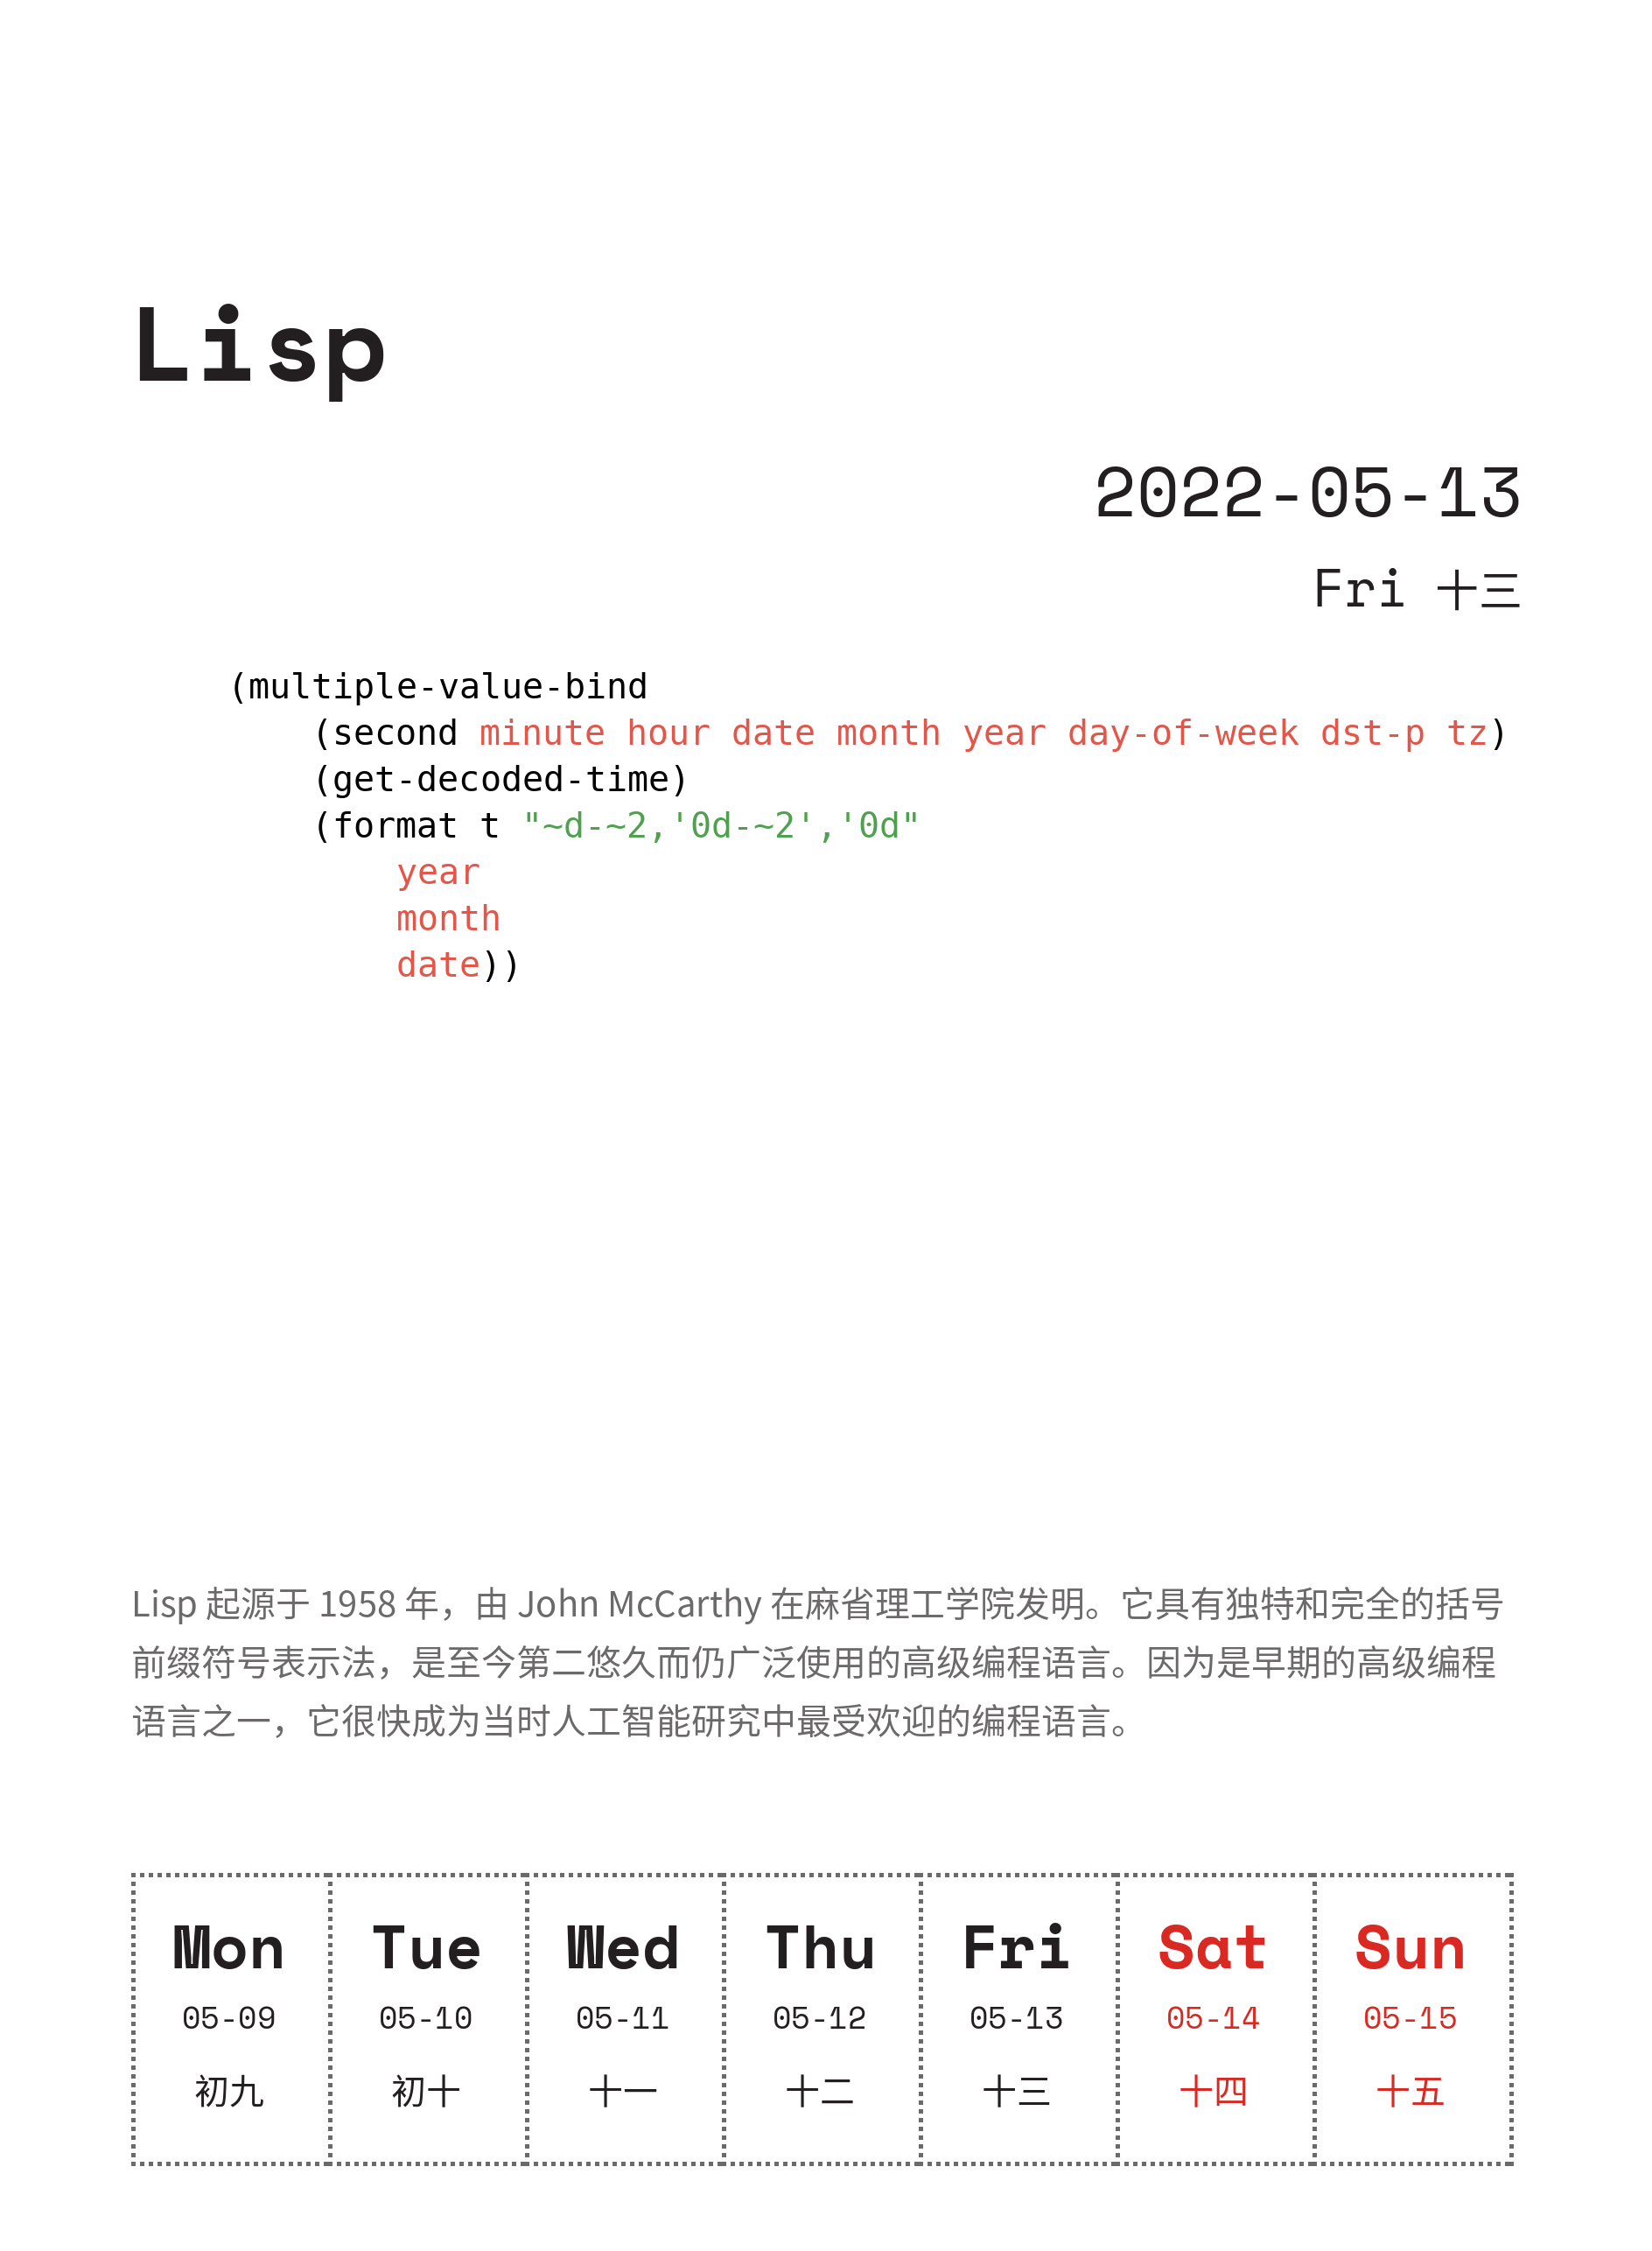 Lisp
2022-05-13
Fri 十三
(multiple-value-bind
    (second minute hour date month year day-of-week dst-p tz)
    (get-decoded-time)
    (format t "~d-~2,'0d-~2','0d"
        year
        month
        date))
Lisp 起源于 1958 年，由 John McCarthy 在麻省理工学院发明。它具有独特和完全的括号
前缀符号表示法，是至今第二悠久而仍广泛使用的高级编程语言。因为是早期的高级编程
语言之一，它很快成为当时人工智能研究中最受欢迎的编程语言。
Mon Tue Wed Thu Fri Sat Sun
05-09 05-10 05-11 05-12 05-13 05-14 05-15
初九 初十 十一 十二 十三 十四 十五